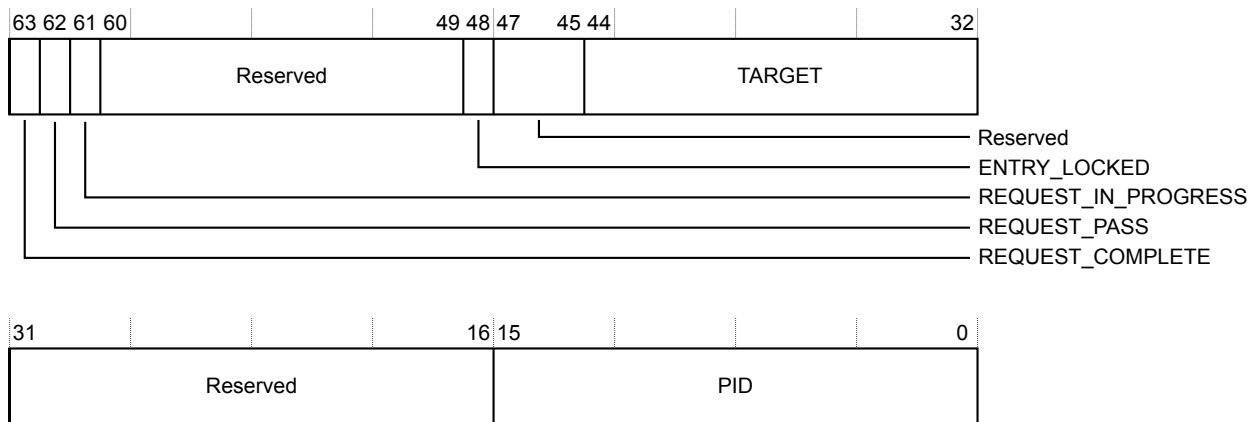 63 62 61 60 49 48 47 45 44 32
Reserved TARGET
Reserved
ENTRY_LOCKED
REQUEST_IN_PROGRESS
REQUEST_PASS
REQUEST_COMPLETE
31 16 15 0
Reserved PID